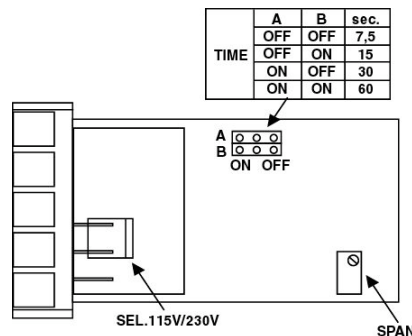 A B sec.
TIME OFF OFF 7,5
OFF ON 15
ON OFF 30
ON ON 60
A
B
ON OFF
SEL.115V/230V
SPAN